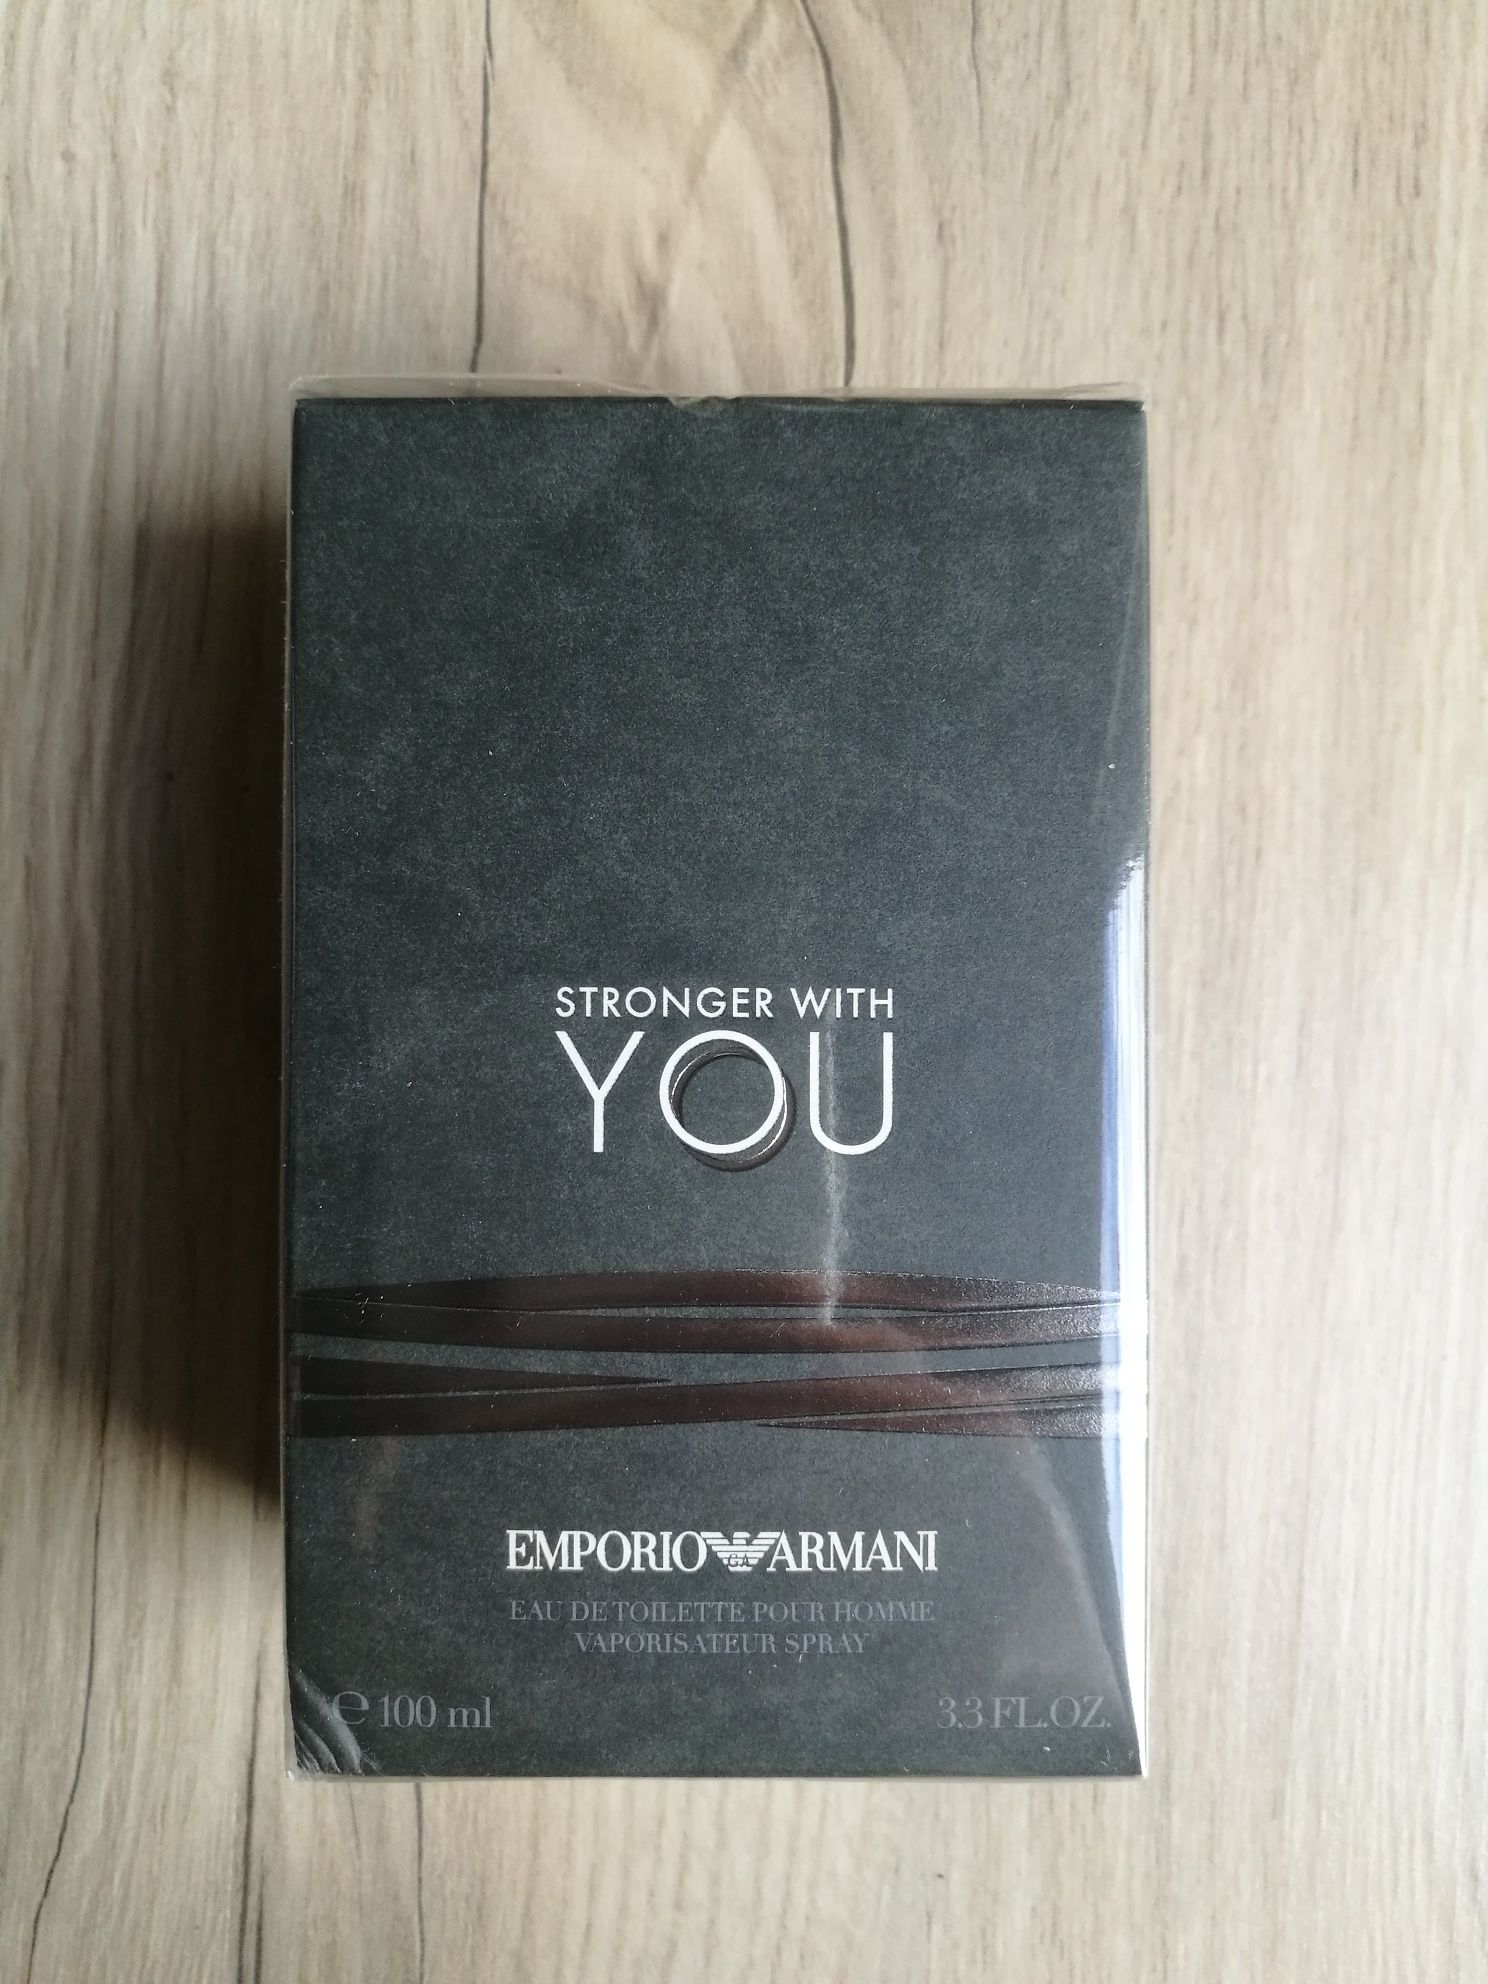 STRONGER WITH
YOU
EMPORIO ARMANI
EAU DE TOILETTE POUR HOMME
VAPORISATEUR SPRAY
℮ 100 ml 3.3 FL.OZ.